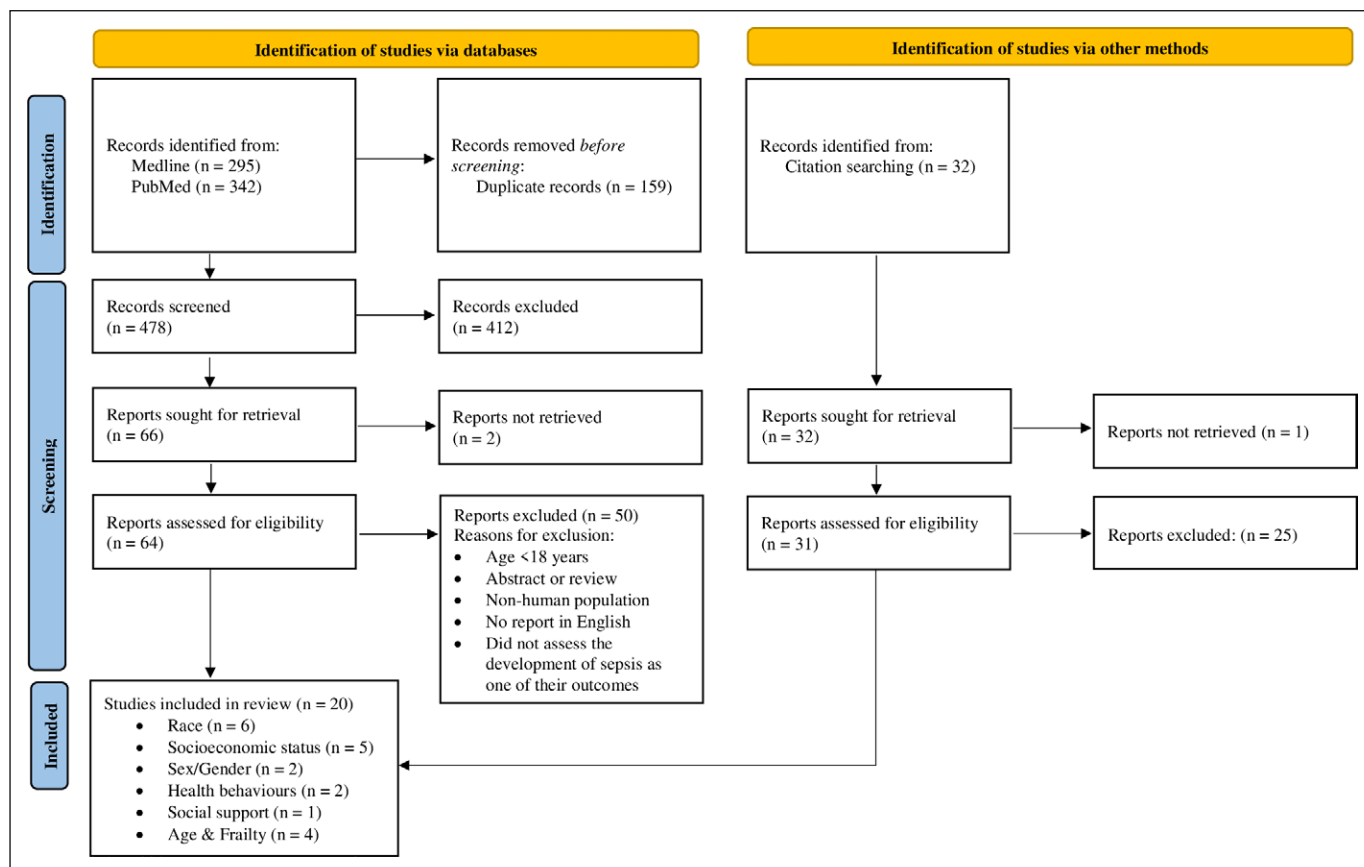 Identification of studies via databases
Identification of studies via other methods
Identification
Records identified from:
Medline (n = 295)
PubMed (n = 342)
Records removed before
screening:
Duplicate records (n = 159)
Records identified from:
Citation searching (n = 32)
Screening
Records screened
(n = 478)
Records excluded
(n = 412)
Reports sought for retrieval
(n = 66)
Reports not retrieved
(n = 2)
Reports sought for retrieval
(n = 32)
Reports not retrieved (n = 1)
Reports assessed for eligibility
(n = 64)
Reports excluded (n = 50)
Reasons for exclusion:
• Age <18 years
• Abstract or review
• Non-human population
• No report in English
• Did not assess the
development of sepsis as
one of their outcomes
Reports assessed for eligibility
(n = 31)
Reports excluded: (n = 25)
Included
Studies included in review (n = 20)
• Race (n = 6)
• Socioeconomic status (n = 5)
• Sex/Gender (n = 2)
• Health behaviours (n = 2)
• Social support (n = 1)
• Age & Frailty (n = 4)